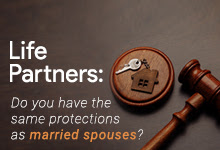 Life
Partners:
Do you have the
same protections
as married spouses?